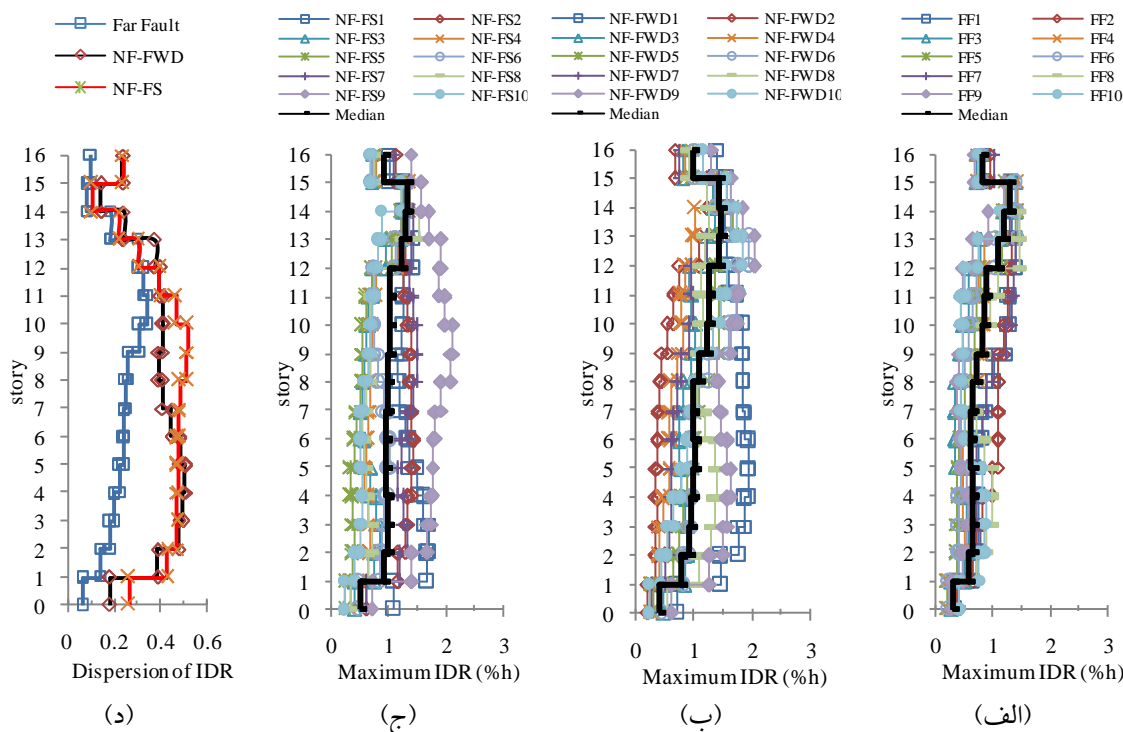 Far Fault
NF-FWD
NF-FS
NF-FS1 NF-FS2
NF-FS3 NF-FS4
NF-FS5 NF-FS6
NF-FS7 NF-FS8
NF-FS9 NF-FS10
Median
NF-FWD1 NF-FWD2
NF-FWD3 NF-FWD4
NF-FWD5 NF-FWD6
NF-FWD7 NF-FWD8
NF-FWD9 NF-FWD10
Median
FF1 FF2
FF3 FF4
FF5 FF6
FF7 FF8
FF9 FF10
Median
16
15
14
13
12
11
10
9
8
7
6
5
4
3
2
1
0
story
0 0.2 0.4 0.6
Dispersion of IDR
(د)
16
15
14
13
12
11
10
9
8
7
6
5
4
3
2
1
0
story
0 1 2 3
Maximum IDR (%h)
(ج)
16
15
14
13
12
11
10
9
8
7
6
5
4
3
2
1
0
story
0 1 2 3
Maximum IDR (%h)
(ب)
16
15
14
13
12
11
10
9
8
7
6
5
4
3
2
1
0
story
0 1 2 3
Maximum IDR (%h)
(الف)